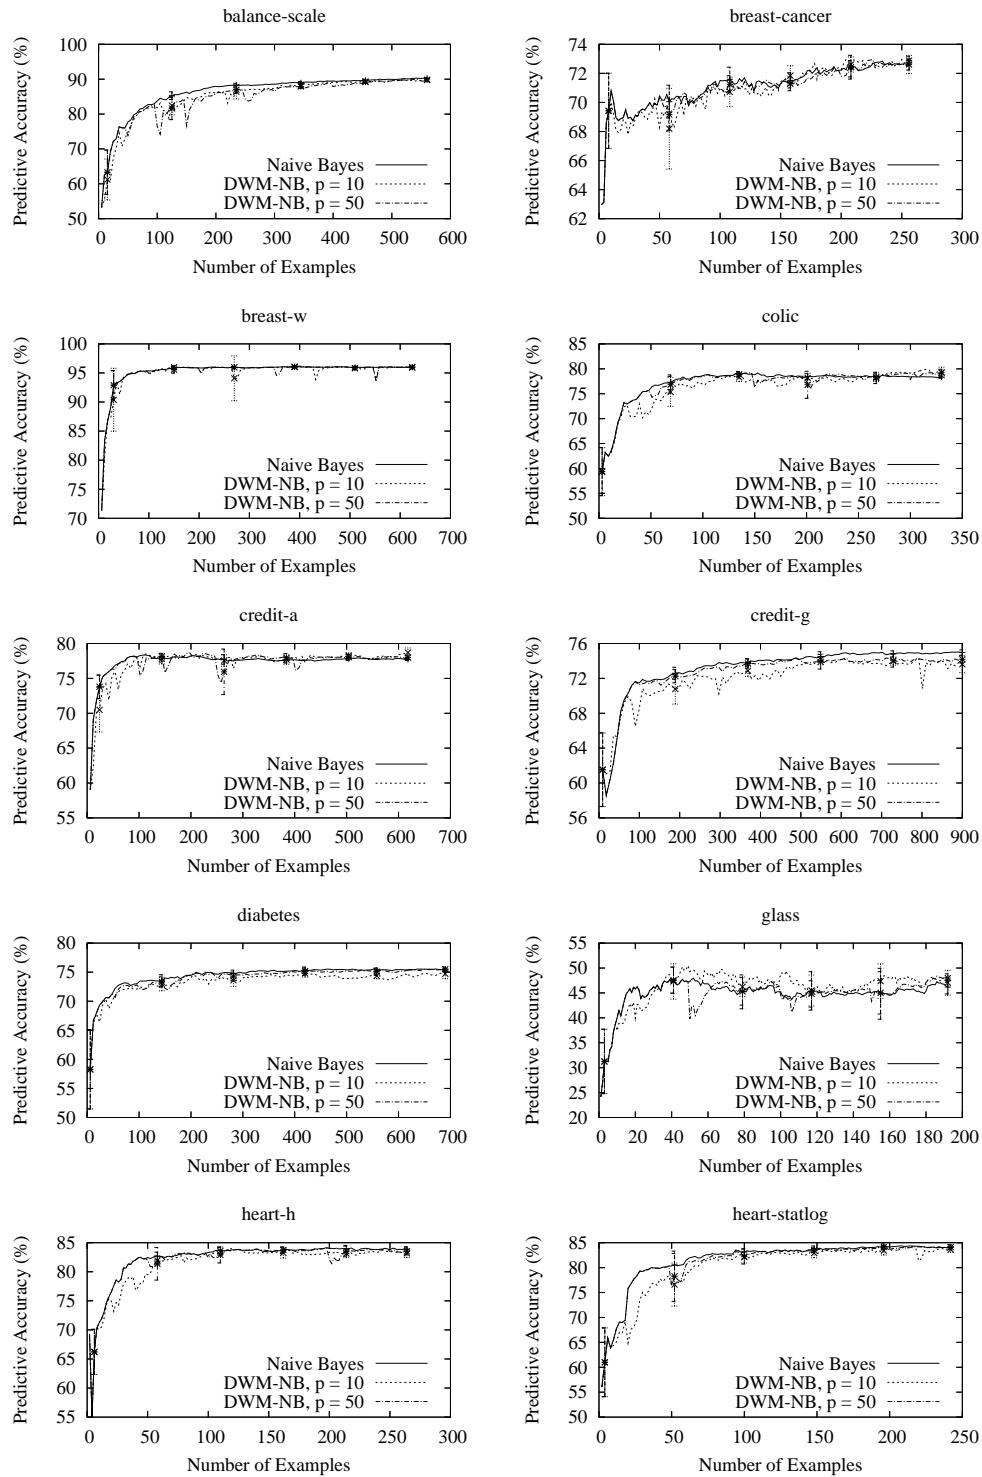 balance-scale
Predictive Accuracy (%)
100
90
80
70
60
50
Naive Bayes
DWM-NB, p = 10
DWM-NB, p = 50
0 100 200 300 400 500 600
Number of Examples
breast-cancer
Predictive Accuracy (%)
74
72
70
68
66
64
62
Naive Bayes
DWM-NB, p = 10
DWM-NB, p = 50
0 50 100 150 200 250 300
Number of Examples
breast-w
Predictive Accuracy (%)
100
95
90
85
80
75
70
Naive Bayes
DWM-NB, p = 10
DWM-NB, p = 50
0 100 200 300 400 500 600 700
Number of Examples
colic
Predictive Accuracy (%)
85
80
75
70
65
60
55
50
Naive Bayes
DWM-NB, p = 10
DWM-NB, p = 50
0 50 100 150 200 250 300 350
Number of Examples
credit-a
Predictive Accuracy (%)
80
75
70
65
60
55
Naive Bayes
DWM-NB, p = 10
DWM-NB, p = 50
0 100 200 300 400 500 600 700
Number of Examples
credit-g
Predictive Accuracy (%)
76
72
68
64
60
56
Naive Bayes
DWM-NB, p = 10
DWM-NB, p = 50
0 100 200 300 400 500 600 700 800 900
Number of Examples
diabetes
Predictive Accuracy (%)
80
75
70
65
60
55
50
Naive Bayes
DWM-NB, p = 10
DWM-NB, p = 50
0 100 200 300 400 500 600 700
Number of Examples
glass
Predictive Accuracy (%)
55
50
45
40
35
30
25
20
Naive Bayes
DWM-NB, p = 10
DWM-NB, p = 50
0 20 40 60 80 100 120 140 160 180 200
Number of Examples
heart-h
Predictive Accuracy (%)
85
80
75
70
65
60
55
Naive Bayes
DWM-NB, p = 10
DWM-NB, p = 50
0 50 100 150 200 250 300
Number of Examples
heart-statlog
Predictive Accuracy (%)
85
80
75
70
65
60
55
50
Naive Bayes
DWM-NB, p = 10
DWM-NB, p = 50
0 50 100 150 200 250
Number of Examples